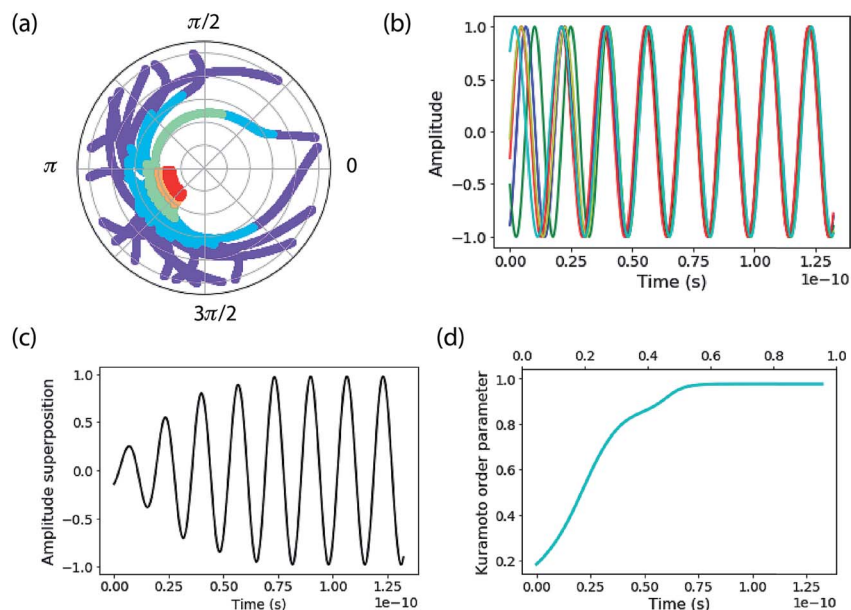 (a)
π/2
π
0
3π/2
(b)
Amplitude
1.0
0.5
0.0
−0.5
−1.0
0.00 0.25 0.50 0.75 1.00 1.25
Time (s)
1e−10
(c)
Amplitude superposition
1.0
0.5
0.0
−0.5
−1.0
0.00 0.25 0.50 0.75 1.00 1.25
Time (s)
1e−10
(d)
0.0 0.2 0.4 0.6 0.8 1.0
Kuramoto order parameter
1.0
0.8
0.6
0.4
0.2
0.00 0.25 0.50 0.75 1.00 1.25
Time (s)
1e−10